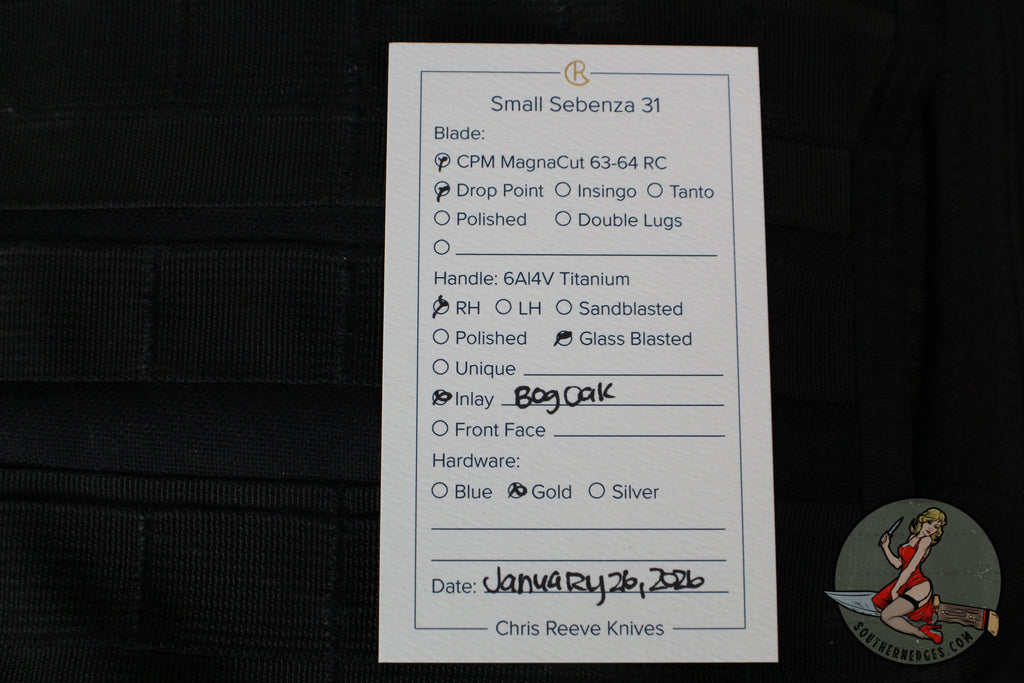 Small Sebenza 31
Blade:
CPM MagnaCut 63-64 RC
Drop Point Insingo Tanto
Polished Double Lugs
Handle: 6Al4V Titanium
RH LH Sandblasted
Polished Glass Blasted
Unique
Inlay Bog Oak
Front Face
Hardware:
Blue Gold Silver
Date: January 26, 2026
Chris Reeve Knives
SOUTHERNEDGES.COM